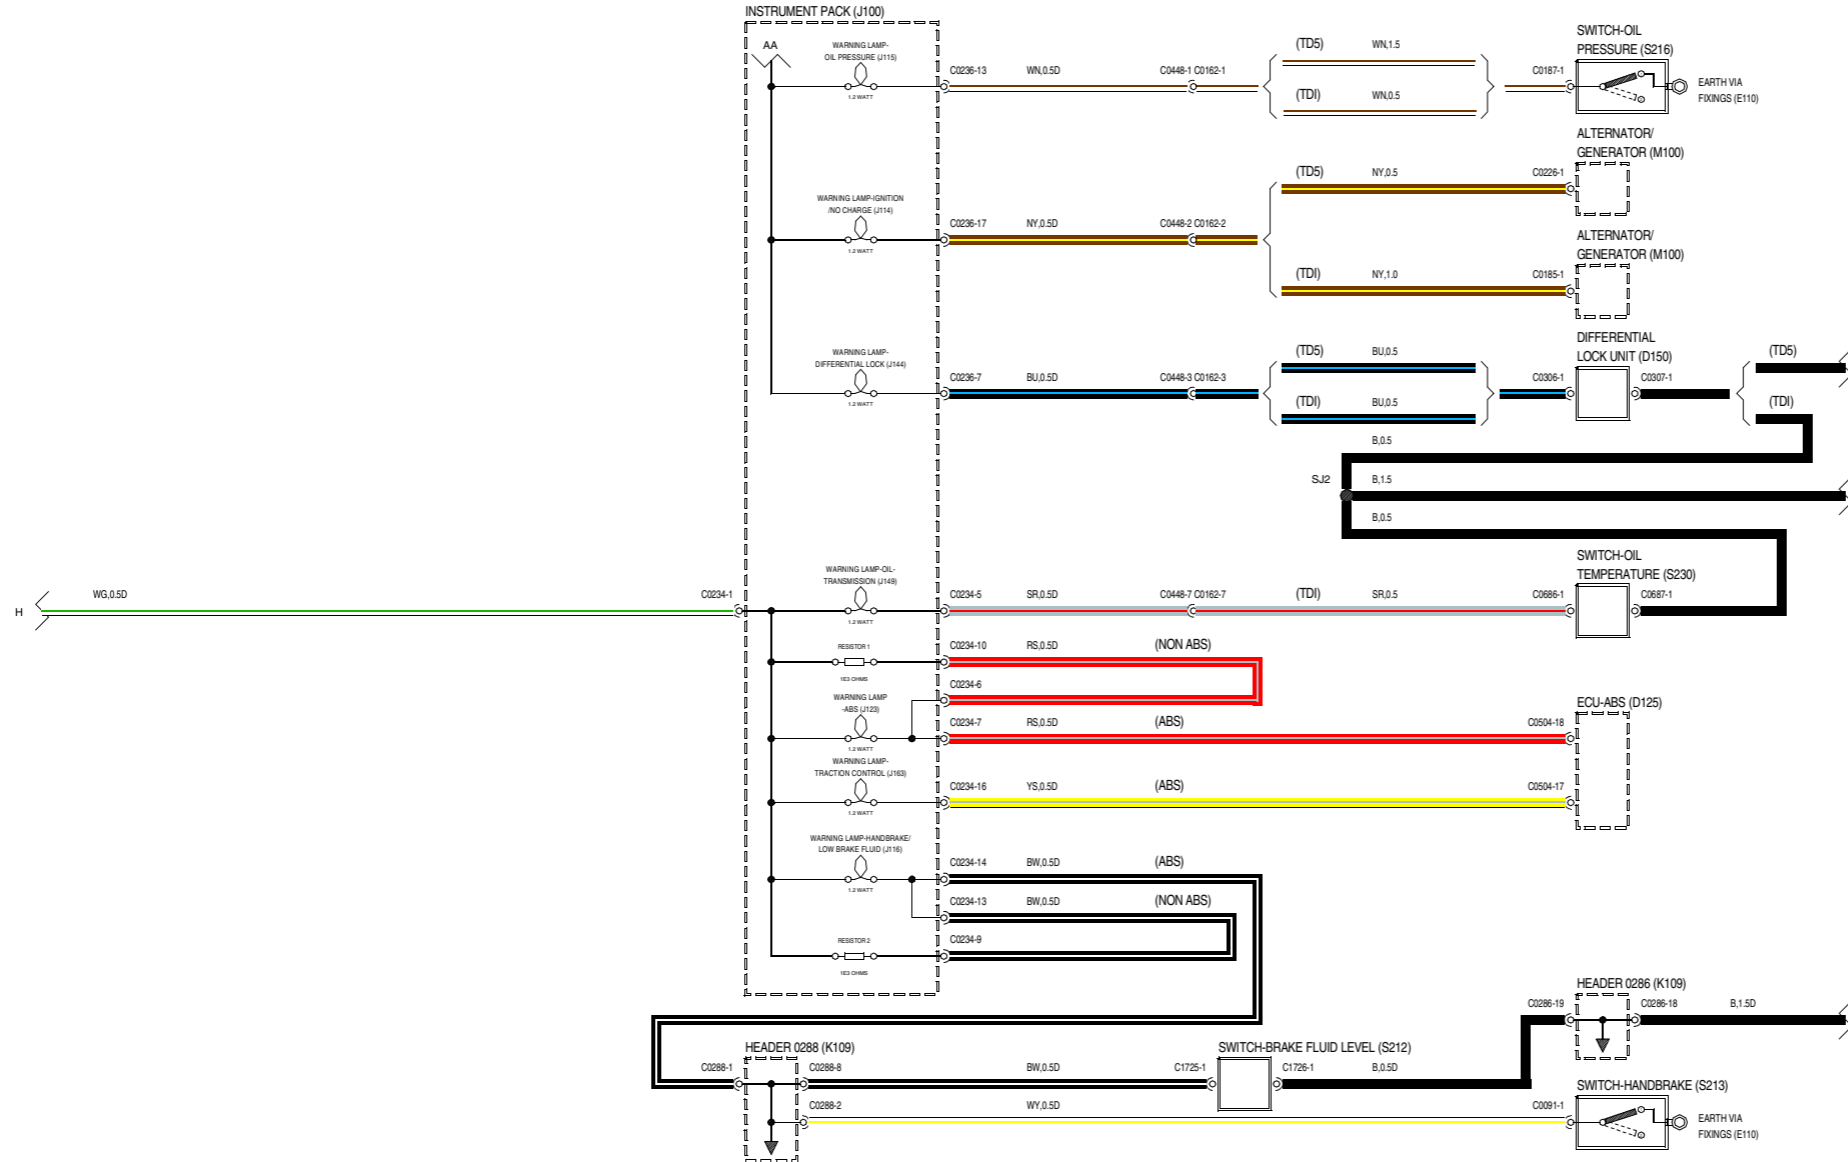 INSTRUMENT PACK (J100)
AA
WARNING LAMP-
OIL PRESSURE (J115)
1.2 WATT
C0236-13
WN,0.5D
C0448-1 C0162-1
(TD5)
WN,1.5
(TDI)
WN,0.5
C0187-1
SWITCH-OIL
PRESSURE (S216)
EARTH VIA
FIXINGS (E110)
ALTERNATOR/
GENERATOR (M100)
(TD5)
NY,0.5
C0226-1
WARNING LAMP-IGNITION
/NO CHARGE (J114)
1.2 WATT
C0236-17
NY,0.5D
C0448-2 C0162-2
ALTERNATOR/
GENERATOR (M100)
(TDI)
NY,1.0
C0185-1
WARNING LAMP-
DIFFERENTIAL LOCK (J144)
1.2 WATT
C0236-7
BU,0.5D
C0448-3 C0162-3
(TD5)
BU,0.5
(TDI)
BU,0.5
C0306-1
DIFFERENTIAL
LOCK UNIT (D150)
C0307-1
(TD5)
(TDI)
B,0.5
SJ2
B,1.5
B,0.5
H
WG,0.5D
C0234-1
WARNING LAMP-OIL-
TRANSMISSION (J149)
1.2 WATT
C0234-5
SR,0.5D
C0448-7 C0162-7
(TDI)
SR,0.5
C0686-1
SWITCH-OIL
TEMPERATURE (S230)
C0687-1
RESISTOR 1
1E3 OHMS
C0234-10
RS,0.5D
(NON ABS)
C0234-6
WARNING LAMP
-ABS (J123)
1.2 WATT
C0234-7
RS,0.5D
(ABS)
C0504-18
ECU-ABS (D125)
WARNING LAMP-
TRACTION CONTROL (J163)
1.2 WATT
C0234-16
YS,0.5D
(ABS)
C0504-17
WARNING LAMP-HANDBRAKE/
LOW BRAKE FLUID (J116)
1.2 WATT
C0234-14
BW,0.5D
(ABS)
C0234-13
BW,0.5D
(NON ABS)
C0234-9
RESISTOR 2
1E3 OHMS
HEADER 0286 (K109)
C0286-19
C0286-18
B,1.5D
HEADER 0288 (K109)
C0288-1
C0288-8
BW,0.5D
C1725-1
SWITCH-BRAKE FLUID LEVEL (S212)
C1726-1
B,0.5D
C0288-2
WY,0.5D
C0091-1
SWITCH-HANDBRAKE (S213)
EARTH VIA
FIXINGS (E110)